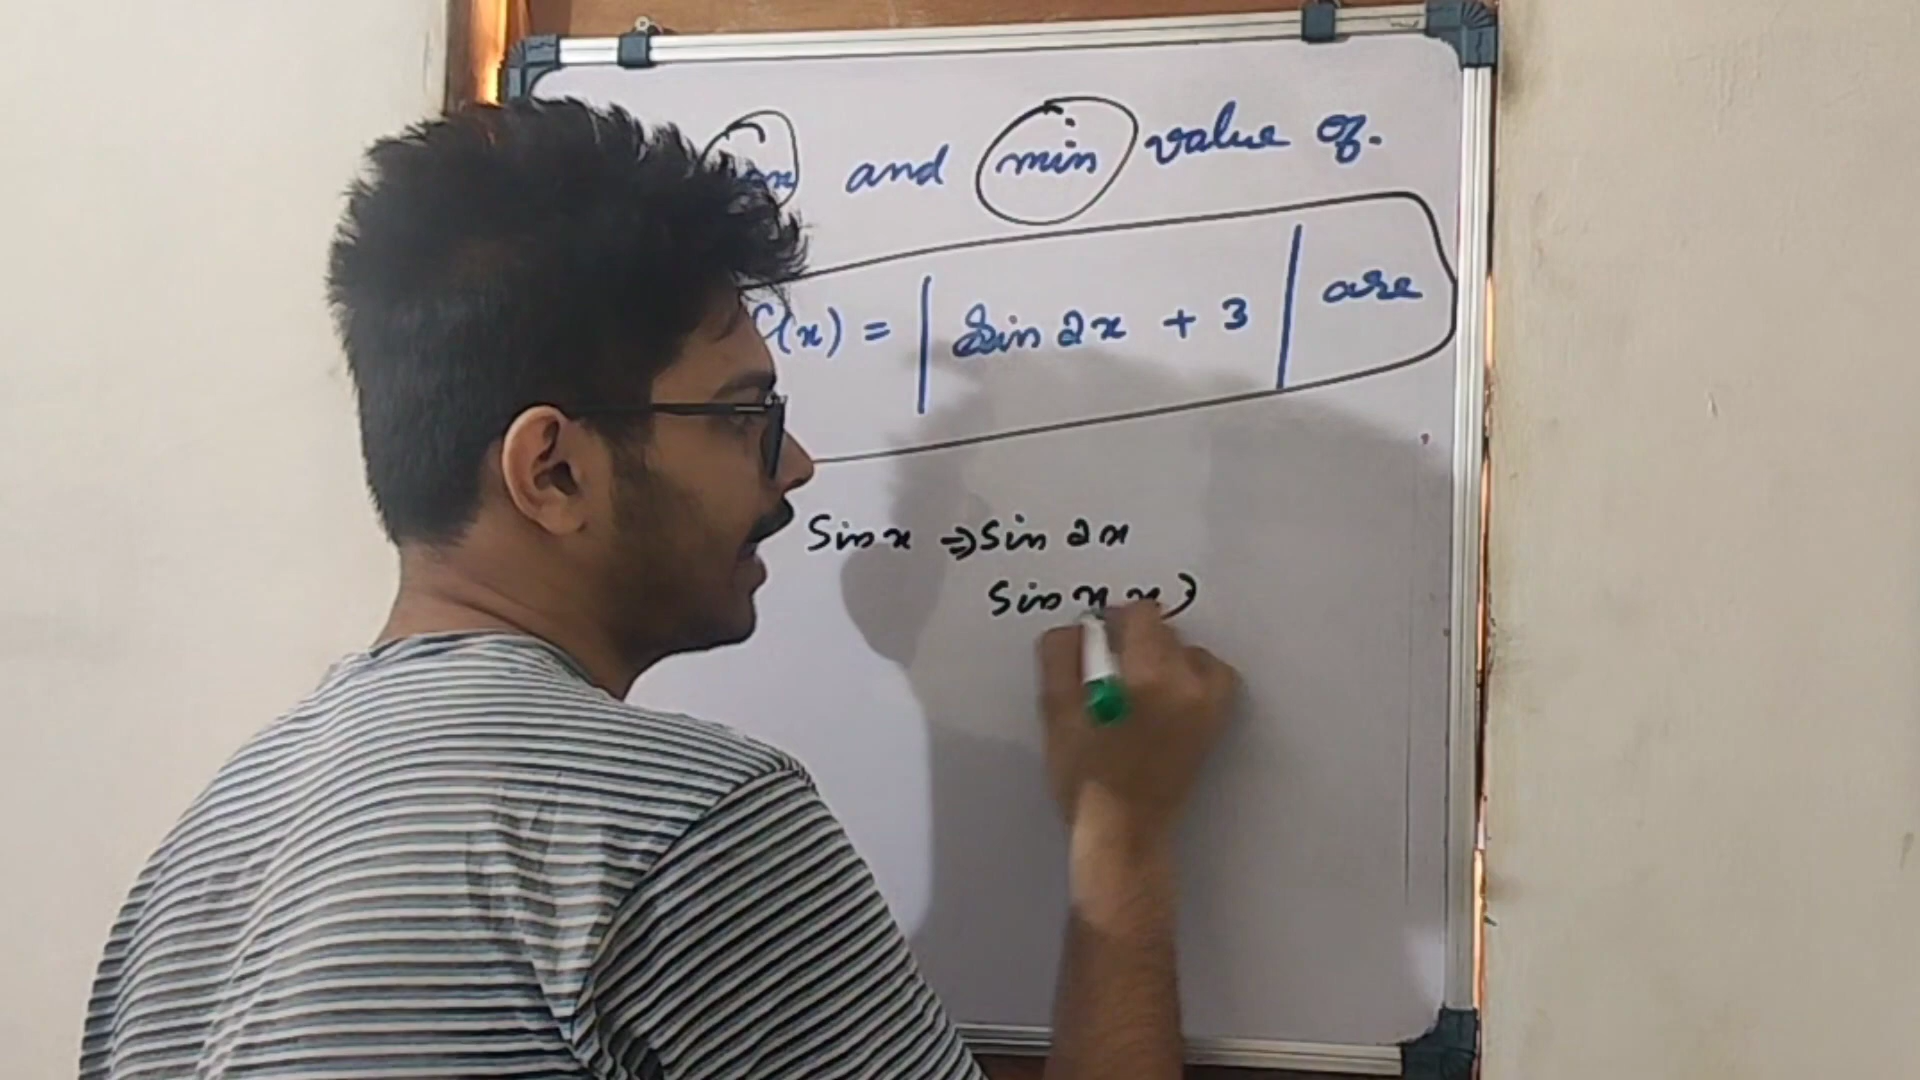 and min value of.
f(x) = | Sin 2x + 3 | are
Sin x ⇒ Sin 2x
Sin